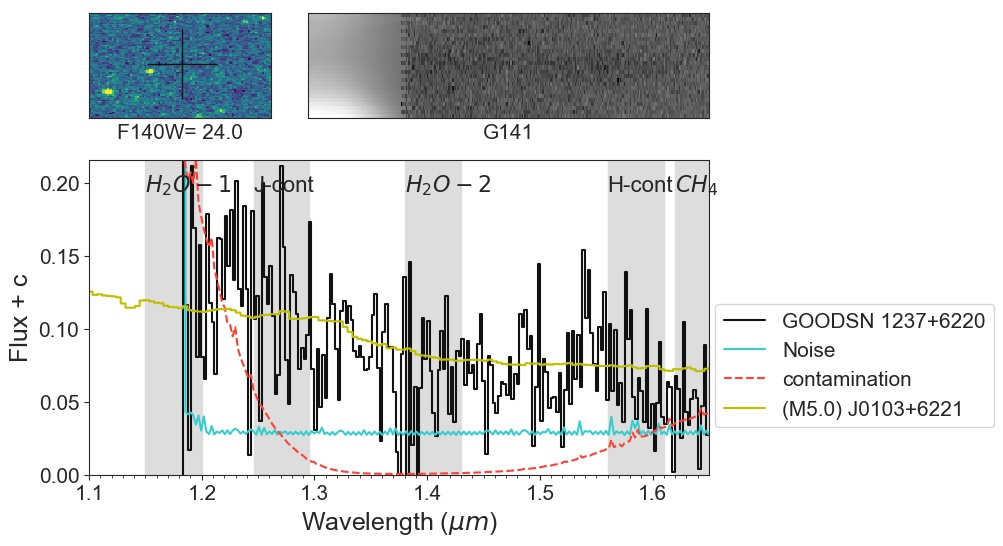 F140W= 24.0
G141
H₂O − 1
J-cont
H₂O − 2
H-cont
CH₄
0.20
0.15
0.10
0.05
0.00
Flux + c
1.1
1.2
1.3
1.4
1.5
1.6
Wavelength (μm)
GOODSN 1237+6220
Noise
contamination
(M5.0) J0103+6221